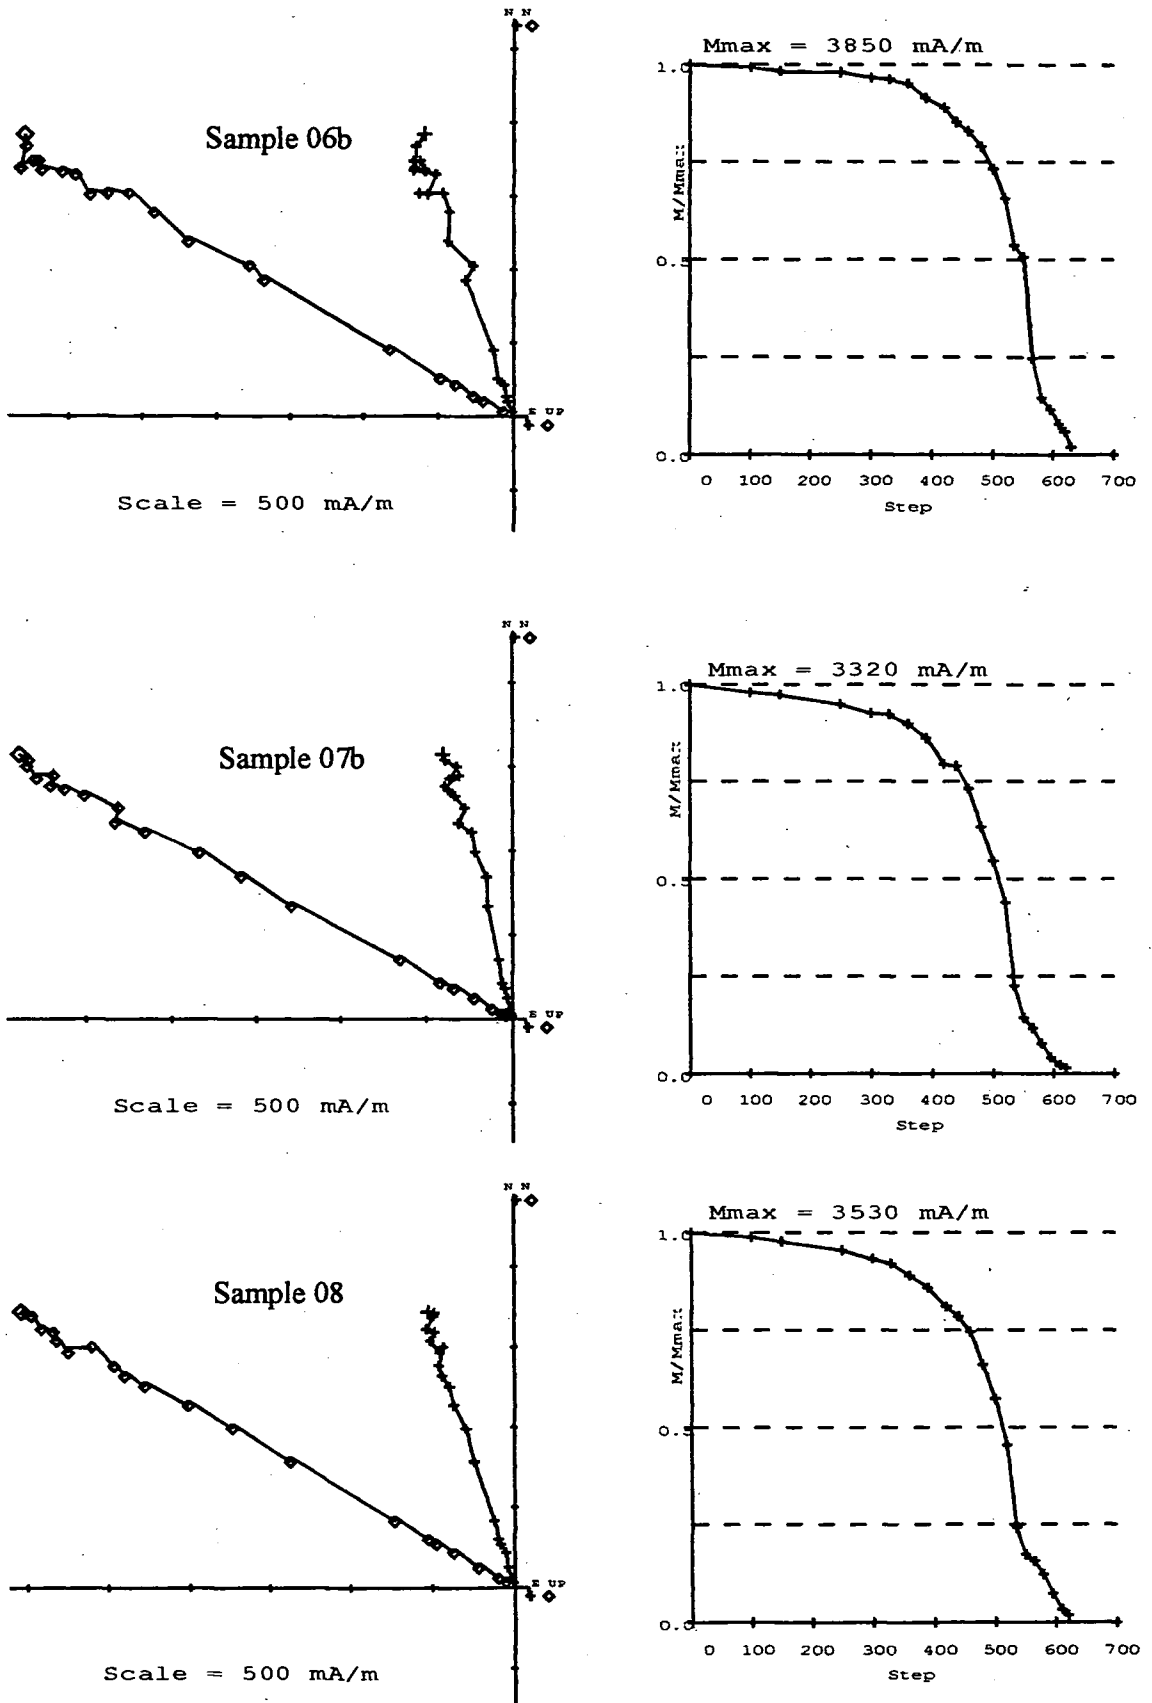 N N
Sample 06b
E UP
Scale = 500 mA/m
Mmax = 3850 mA/m
1.0
M/Mmax
0.5
0.0
0 100 200 300 400 500 600 700
Step
N N
Sample 07b
E UP
Scale = 500 mA/m
Mmax = 3320 mA/m
1.0
M/Mmax
0.5
0.0
0 100 200 300 400 500 600 700
Step
N N
Sample 08
E UP
Scale = 500 mA/m
Mmax = 3530 mA/m
1.0
M/Mmax
0.5
0.0
0 100 200 300 400 500 600 700
Step